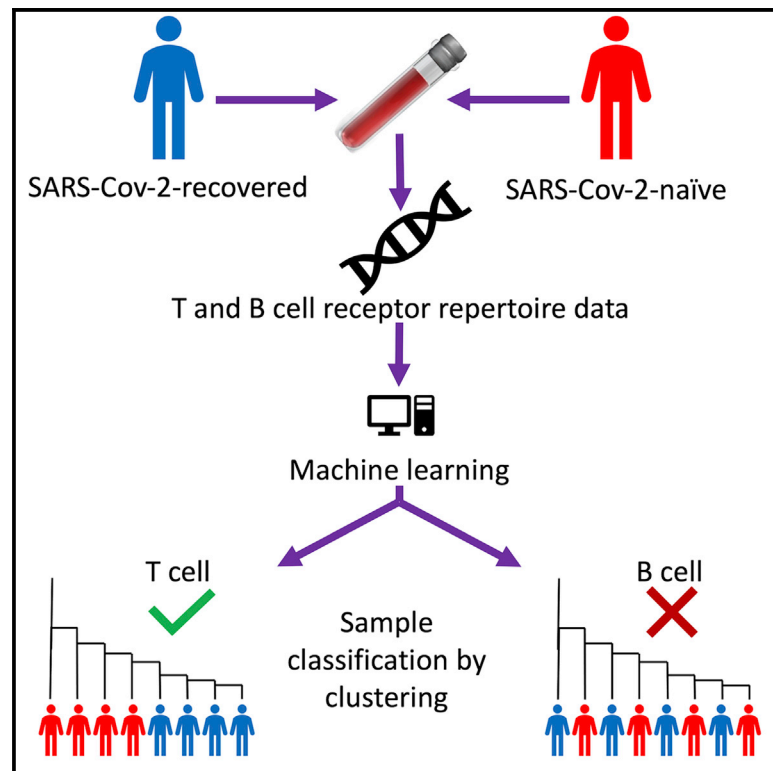 SARS-Cov-2-recovered
SARS-Cov-2-naïve
T and B cell receptor repertoire data
Machine learning
T cell
B cell
Sample
classification by
clustering